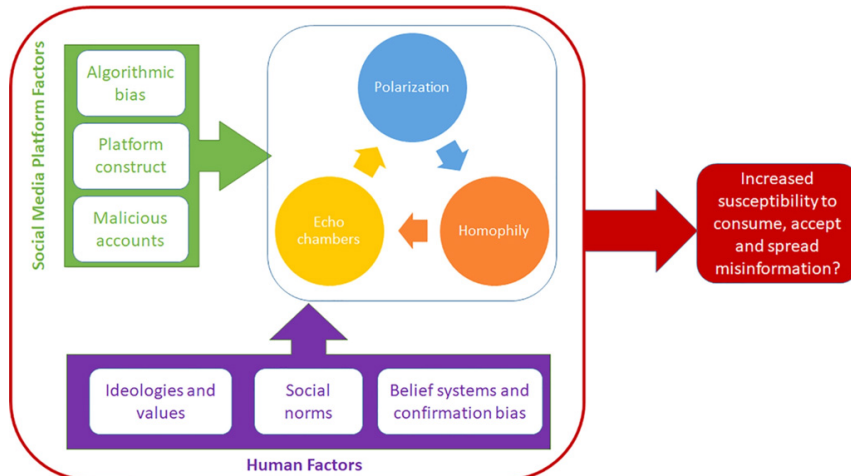 Social Media Platform Factors
Algorithmic
bias
Platform
construct
Malicious
accounts
Polarization
Echo
chambers
Homophily
Increased
susceptibility to
consume, accept
and spread
misinformation?
Ideologies and
values
Social
norms
Belief systems and
confirmation bias
Human Factors